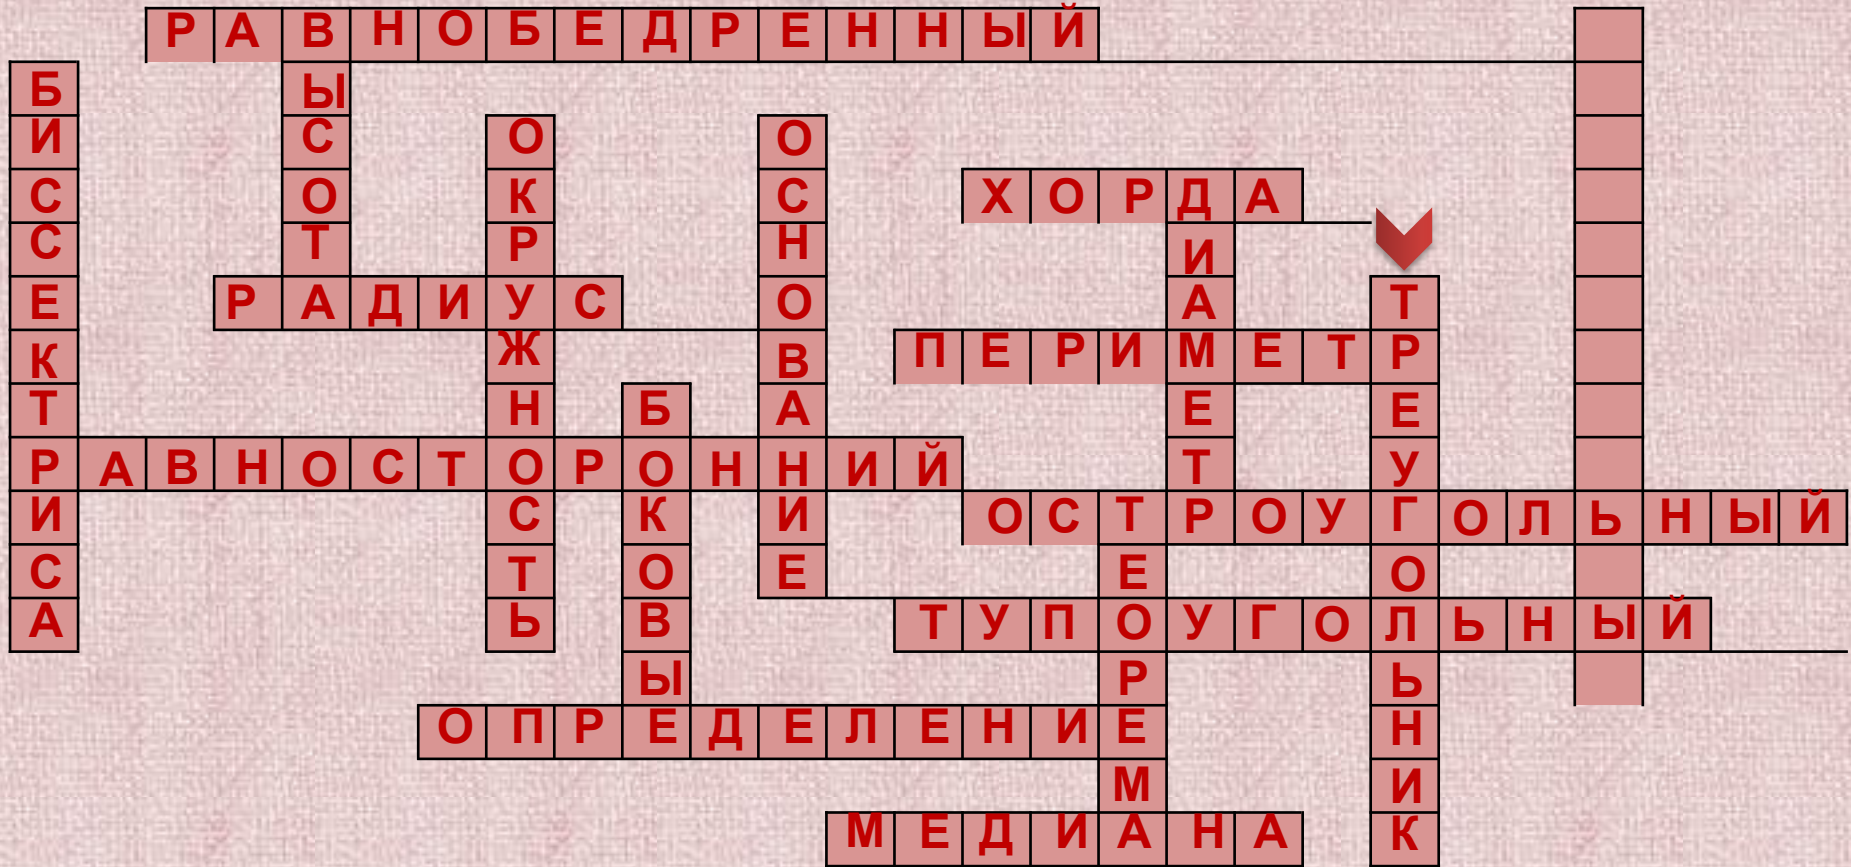 РАВНОБЕДРЕННЫЙ
БИССЕКТРИСА
ВЫСОТА
ОКРУЖНОСТЬ
ОСНОВАНИЕ
ХОРДА
ДИАМЕТР
РАДИУС
ТРЕУГОЛЬНИК
ПЕРИМЕТР
БОКОВЫЕ
РАВНОСТОРОННИЙ
ОСТРОУГОЛЬНЫЙ
ТЕОРЕМА
ТУПОУГОЛЬНЫЙ
ОПРЕДЕЛЕНИЕ
МЕДИАНА